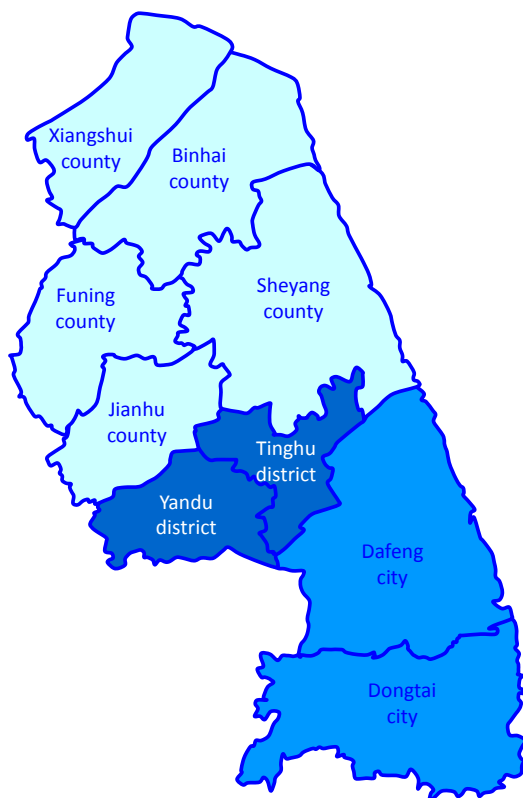 Xiangshui
county
Binhai
county
Funing
county
Sheyang
county
Jianhu
county
Tinghu
district
Yandu
district
Dafeng
city
Dongtai
city